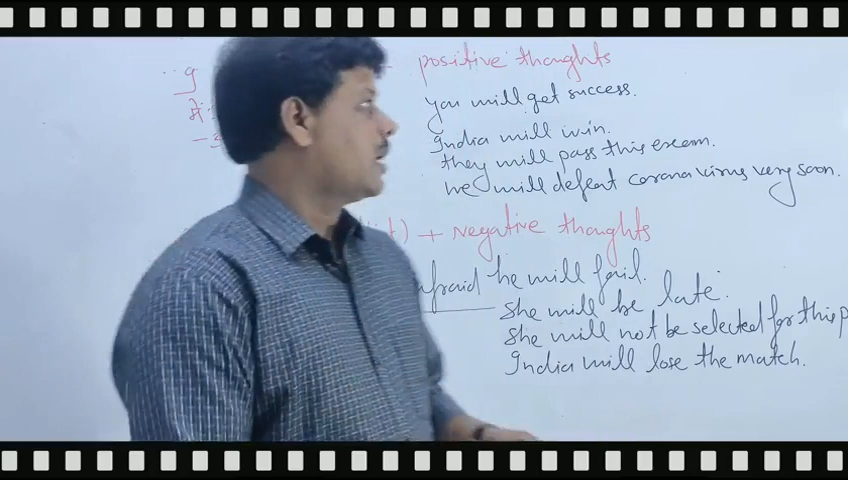 g
positive thoughts
you will get success.
India will win.
they will pass this exam.
we will defeat corona virus very soon.
+ Negative thoughts
afraid he will fail.
she will be late.
she will not be selected for this p
India will lose the match.